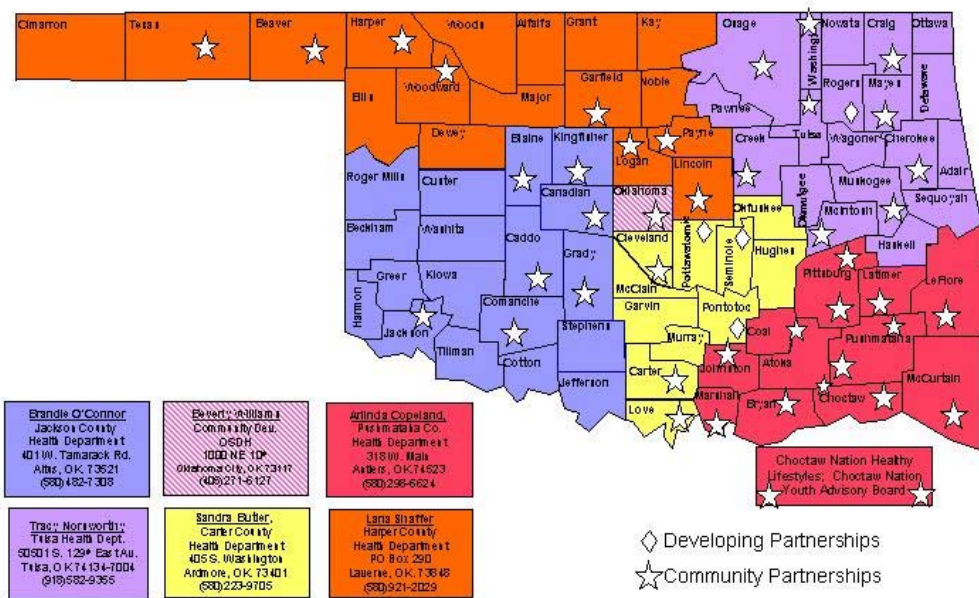 Cimarron
Texas
Beaver
Harper
Woods
Alfalfa
Grant
Kay
Osage
Nowata
Craig
Ottawa
Ellis
Woodward
Major
Garfield
Noble
Pawnee
Rogers
Mayes
Delaware
Dewey
Blaine
Kingfisher
Logan
Payne
Creek
Tulsa
Wagoner
Cherokee
Adair
Roger Mills
Custer
Canadian
Oklahoma
Lincoln
Okfuskee
Okmulgee
Muskogee
McIntosh
Sequoyah
Beckham
Washita
Caddo
Grady
Cleveland
Pottawatomie
Seminole
Hughes
Haskell
Pittsburg
Latimer
LeFlore
Greer
Kiowa
Harmon
Jackson
Comanche
McClain
Garvin
Pontotoc
Coal
Pushmataha
Tillman
Cotton
Stephens
Murray
Johnston
Atoka
McCurtain
Jefferson
Carter
Love
Bryan
Choctaw
Brandie O'Connor
Jackson County
Health Department
401 W. Tamarack Rd.
Altus, OK 73521
(580)482-7308
Beverly Williams
Community Dev.
OSDH
1000 NE 10th
Oklahoma City, OK 73117
(405)271-6127
Arlinda Copeland,
Pushmataha Co.
Health Department
318 W. Main
Antlers, OK 74523
(580)298-6624
Choctaw Nation Healthy
Lifestyles; Choctaw Nation
Youth Advisory Board
Tracy Norsworthy
Tulsa Health Dept.
Tulsa, OK 74134-7004
(918)582-9355
Sandra Butler,
Carter County
Health Department
405 S. Washington
Ardmore, OK. 73401
(580)223-9705
Lana Shaffer
Harper County
Health Department
PO Box 290
Laverne, OK. 73848
(580)921-2029
Developing Partnerships
Community Partnerships